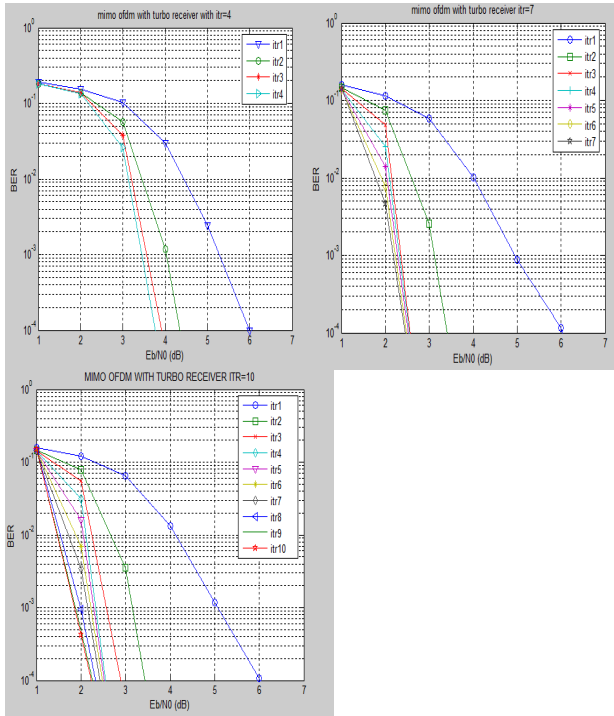 mimo ofdm with turbo receiver with itr=4
10^0
10^-1
10^-2
10^-3
10^-4
BER
1 2 3 4 5 6 7
Eb/N0 (dB)
itr1
itr2
itr3
itr4
mimo ofdm with turbo receiver itr=7
10^0
10^-1
10^-2
10^-3
10^-4
BER
1 2 3 4 5 6 7
Eb/N0 (dB)
itr1
itr2
itr3
itr4
itr5
itr6
itr7
MIMO OFDM WITH TURBO RECEIVER ITR=10
10^0
10^-1
10^-2
10^-3
10^-4
BER
1 2 3 4 5 6 7
Eb/N0 (dB)
itr1
itr2
itr3
itr4
itr5
itr6
itr7
itr8
itr9
itr10